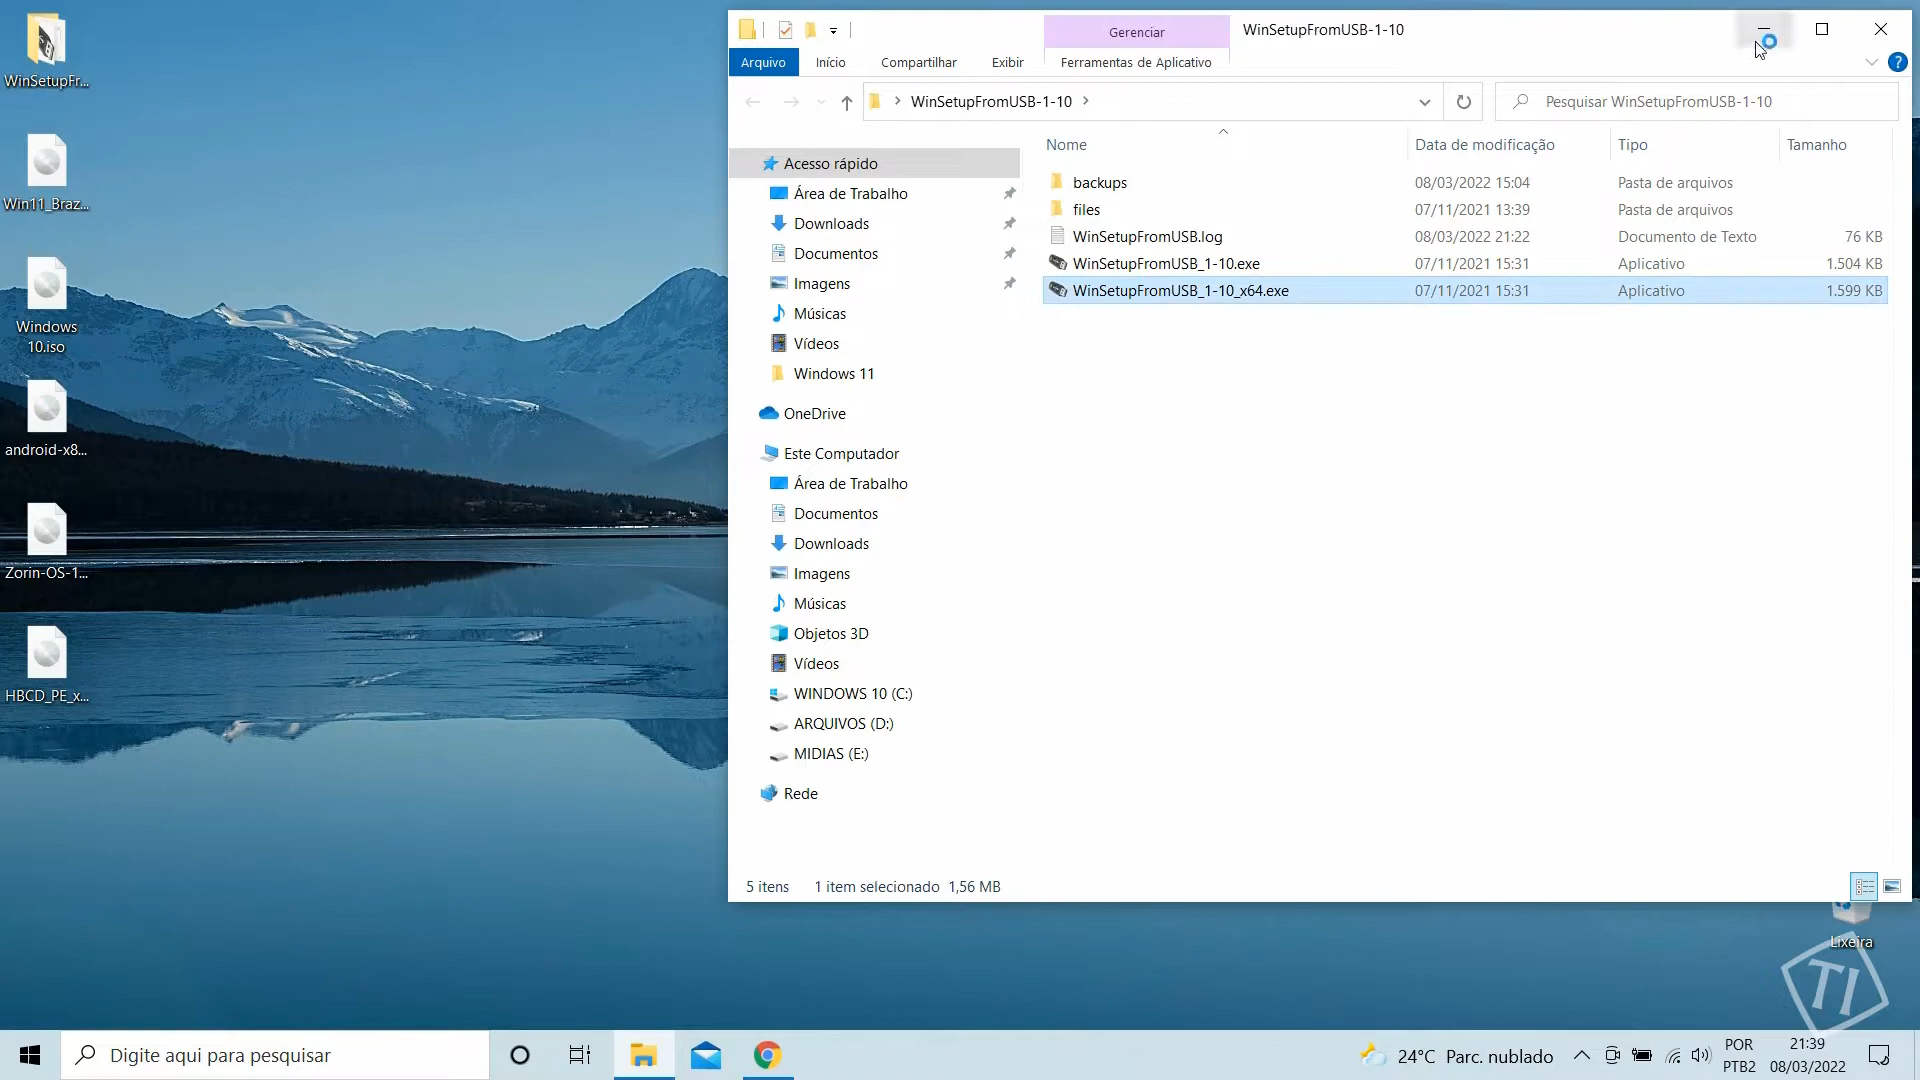 WinSetupFr...
Win11_Braz...
Windows
10.iso
android-x8...
Zorin-OS-1...
HBCD_PE_x...
Gerenciar
WinSetupFromUSB-1-10
Arquivo
Início
Compartilhar
Exibir
Ferramentas de Aplicativo
?
WinSetupFromUSB-1-10
Pesquisar WinSetupFromUSB-1-10
Acesso rápido
Área de Trabalho
Downloads
Documentos
Imagens
Músicas
Vídeos
Windows 11
OneDrive
Este Computador
Área de Trabalho
Documentos
Downloads
Imagens
Músicas
Objetos 3D
Vídeos
WINDOWS 10 (C:)
ARQUIVOS (D:)
MIDIAS (E:)
Rede
Nome Data de modificação Tipo Tamanho
backups 08/03/2022 15:04 Pasta de arquivos
files 07/11/2021 13:39 Pasta de arquivos
WinSetupFromUSB.log 08/03/2022 21:22 Documento de Texto 76 KB
WinSetupFromUSB_1-10.exe 07/11/2021 15:31 Aplicativo 1.504 KB
WinSetupFromUSB_1-10_x64.exe 07/11/2021 15:31 Aplicativo 1.599 KB
5 itens 1 item selecionado 1,56 MB
Lixeira
TI
Digite aqui para pesquisar
24°C Parc. nublado
POR
PTB2
21:39
08/03/2022